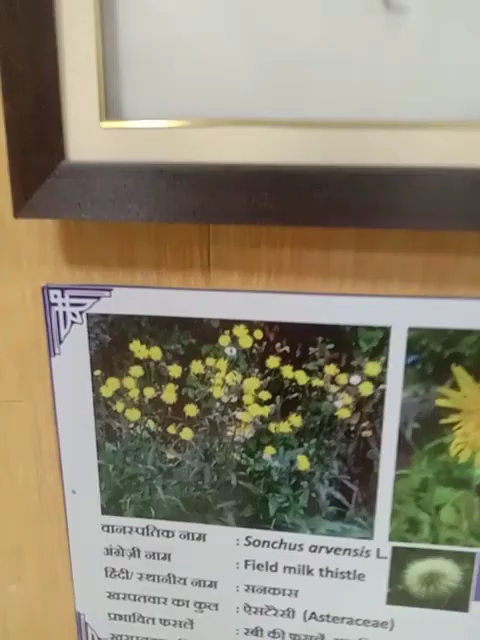 वानस्पतिक नाम : Sonchus arvensis L.
अंग्रेज़ी नाम : Field milk thistle
हिंदी/ स्थानीय नाम : सनकास
खरपतवार का कुल : ऐसटेरेसी (Asteraceae)
प्रभावित फसलें : रबी की फसलें,